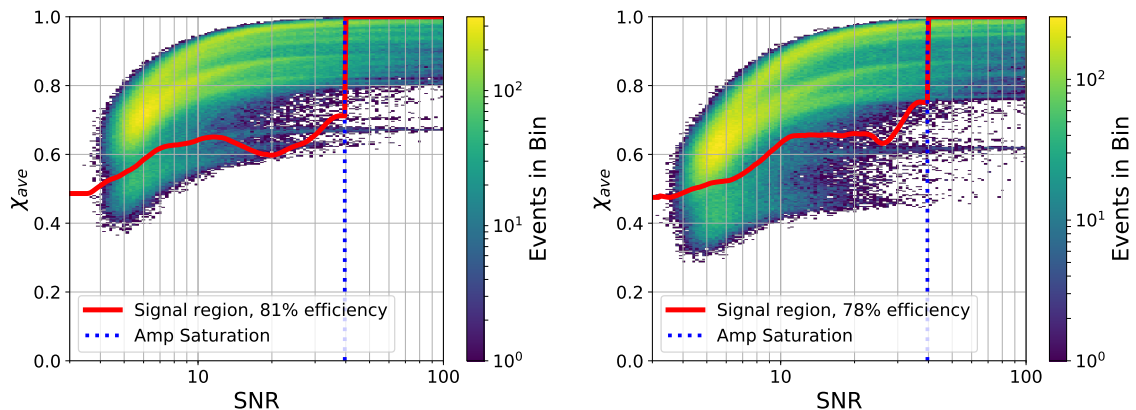 1.0
0.8
0.6
0.4
0.2
0.0
χave
Signal region, 81% efficiency
Amp Saturation
10
100
SNR
10²
10¹
10⁰
Events in Bin
1.0
0.8
0.6
0.4
0.2
0.0
χave
Signal region, 78% efficiency
Amp Saturation
10
100
SNR
10²
10¹
10⁰
Events in Bin